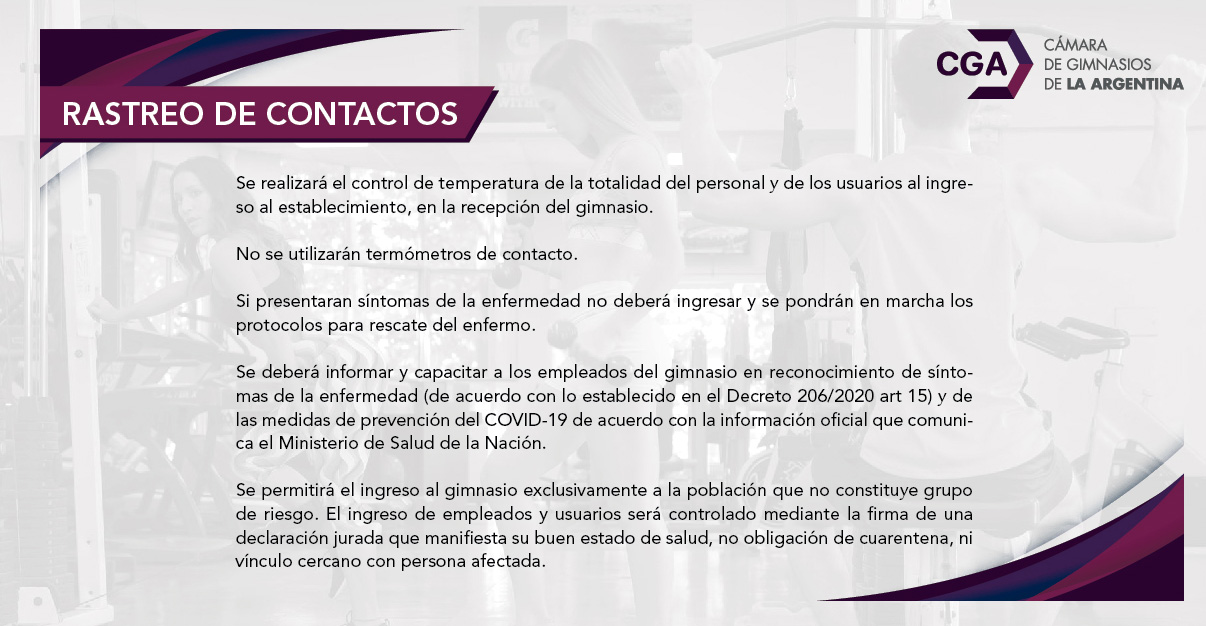 CGA
CÁMARA
DE GIMNASIOS
DE LA ARGENTINA
RASTREO DE CONTACTOS
Se realizará el control de temperatura de la totalidad del personal y de los usuarios al ingre-
so al establecimiento, en la recepción del gimnasio.
No se utilizarán termómetros de contacto.
Si presentaran síntomas de la enfermedad no deberá ingresar y se pondrán en marcha los
protocolos para rescate del enfermo.
Se deberá informar y capacitar a los empleados del gimnasio en reconocimiento de sínto-
mas de la enfermedad (de acuerdo con lo establecido en el Decreto 206/2020 art 15) y de
las medidas de prevención del COVID-19 de acuerdo con la información oficial que comuni-
ca el Ministerio de Salud de la Nación.
Se permitirá el ingreso al gimnasio exclusivamente a la población que no constituye grupo
de riesgo. El ingreso de empleados y usuarios será controlado mediante la firma de una
declaración jurada que manifiesta su buen estado de salud, no obligación de cuarentena, ni
vínculo cercano con persona afectada.